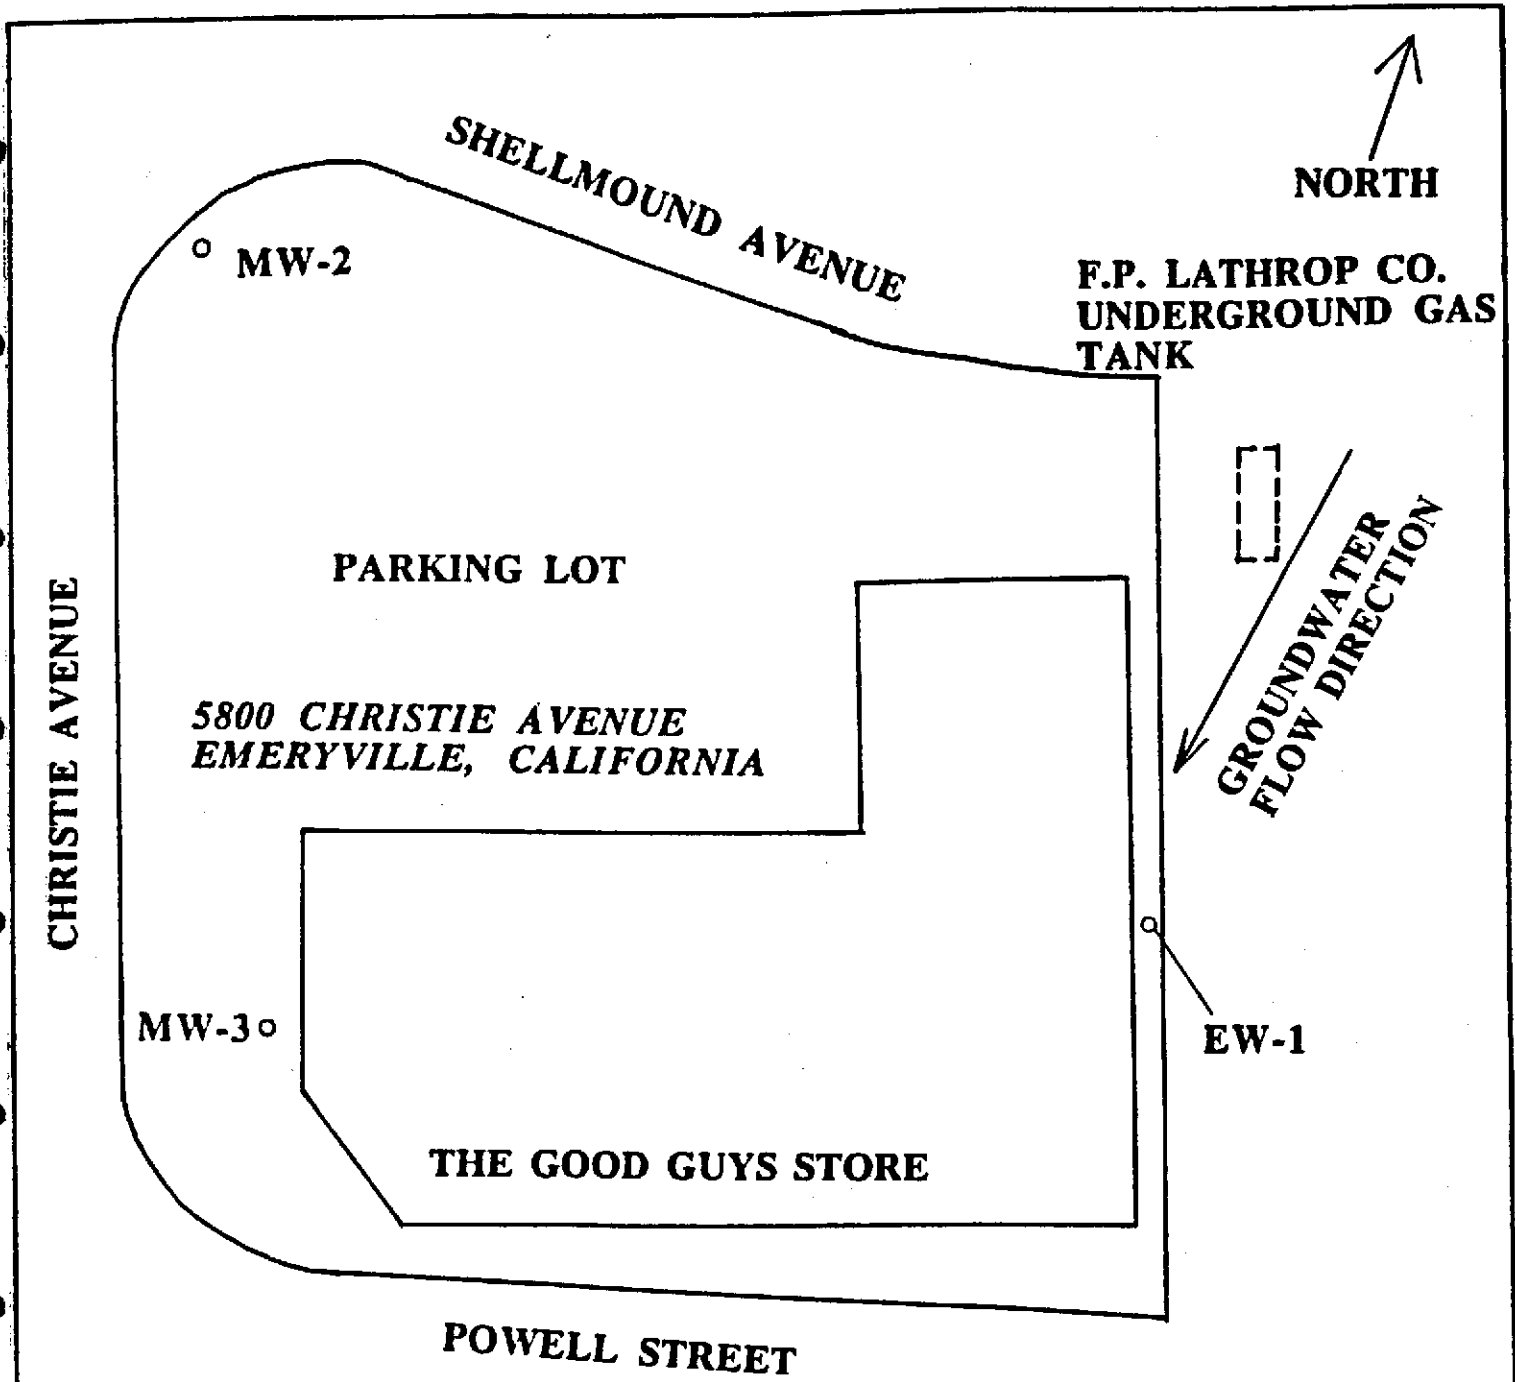 SHELLMOUND AVENUE
NORTH
MW-2
F.P. LATHROP CO.
UNDERGROUND GAS
TANK
PARKING LOT
GROUNDWATER
FLOW DIRECTION
CHRISTIE AVENUE
5800 CHRISTIE AVENUE
EMERYVILLE, CALIFORNIA
MW-3
EW-1
THE GOOD GUYS STORE
POWELL STREET